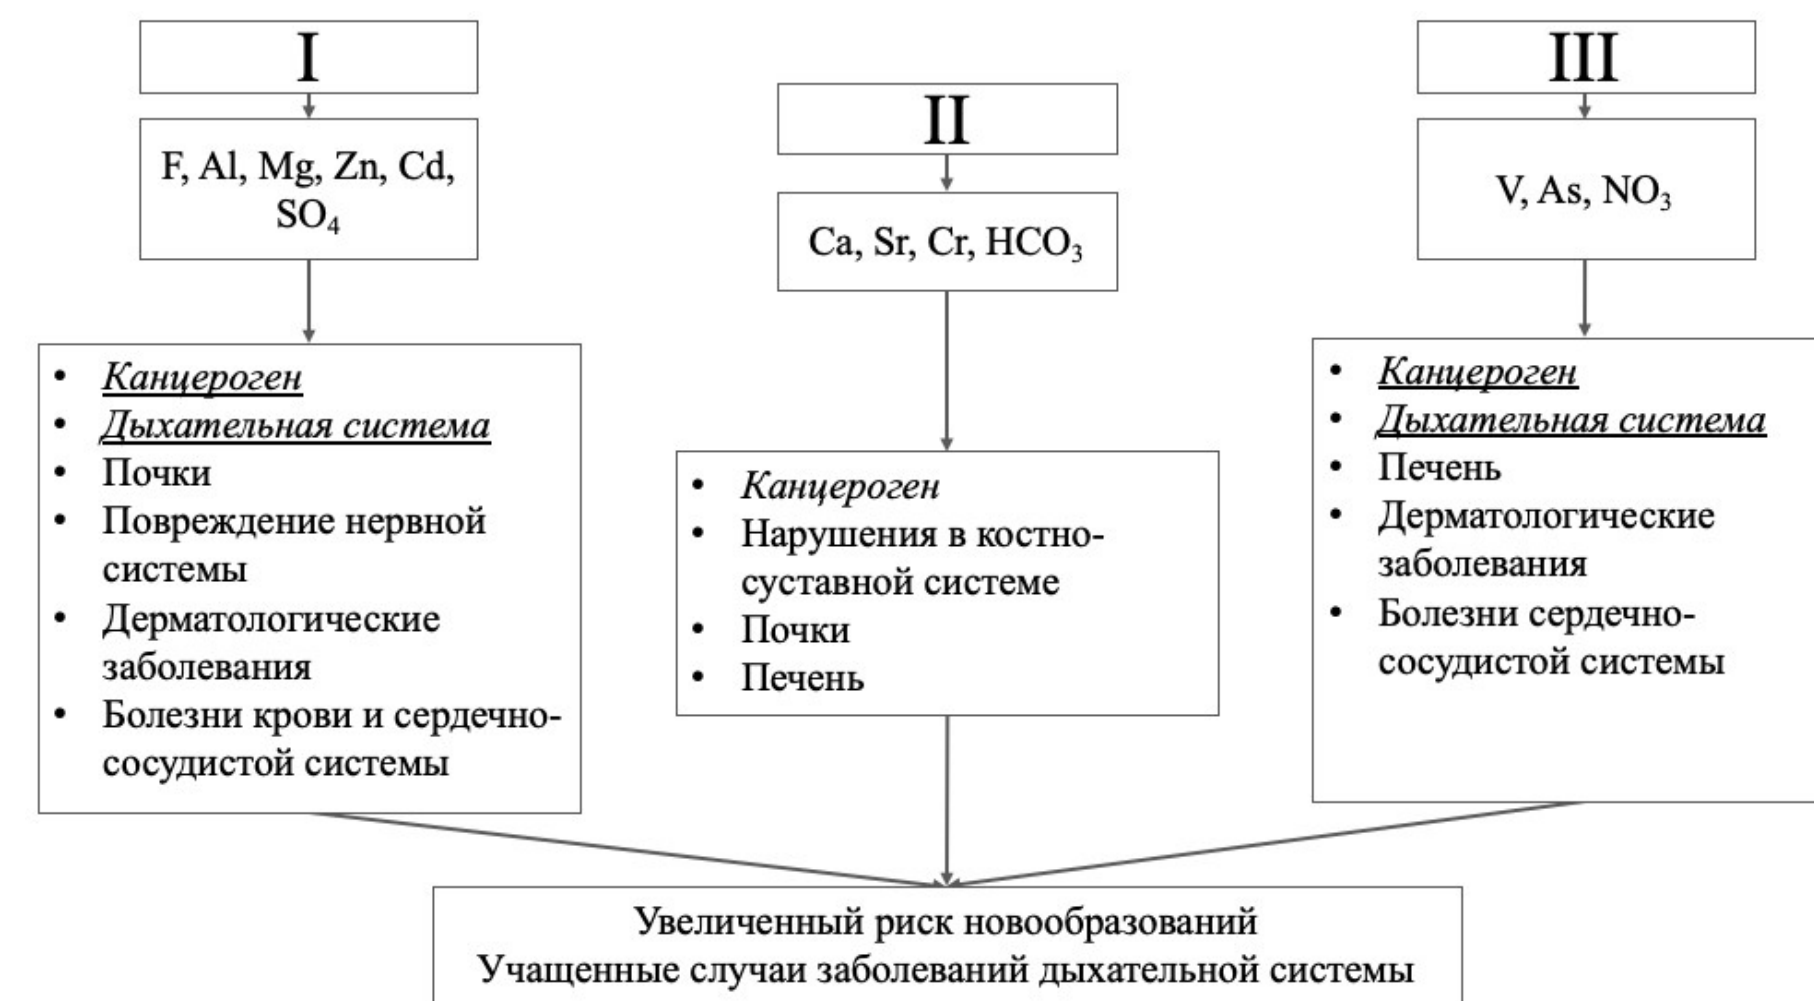 I
F, Al, Mg, Zn, Cd,
SO₄
• Канцероген
• Дыхательная система
• Почки
• Повреждение нервной
системы
• Дерматологические
заболевания
• Болезни крови и сердечно-
сосудистой системы
II
Ca, Sr, Cr, HCO₃
• Канцероген
• Нарушения в костно-
суставной системе
• Почки
• Печень
III
V, As, NO₃
• Канцероген
• Дыхательная система
• Печень
• Дерматологические
заболевания
• Болезни сердечно-
сосудистой системы
Увеличенный риск новообразований
Учащенные случаи заболеваний дыхательной системы